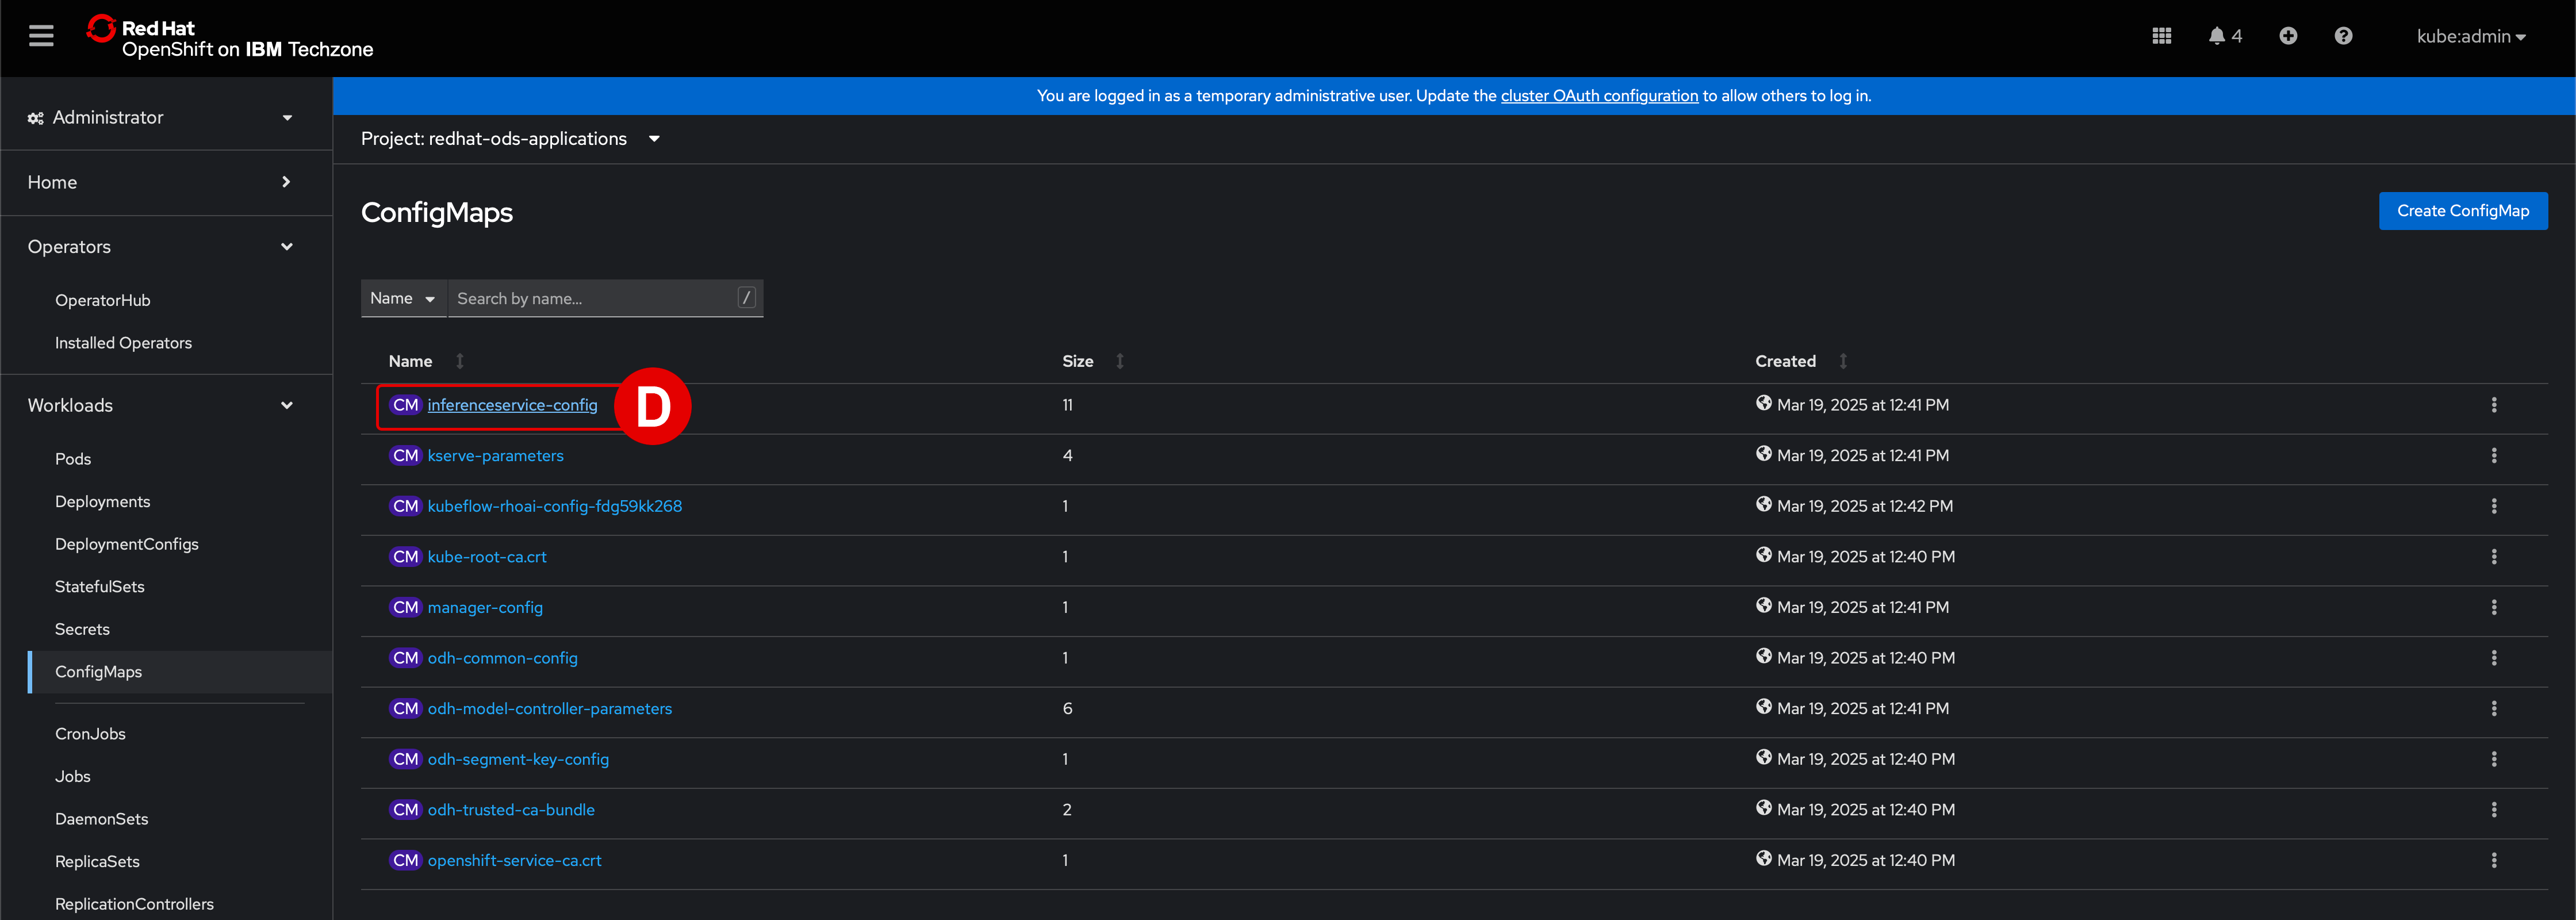 Red Hat
OpenShift on IBM Techzone
4
kube:admin
You are logged in as a temporary administrative user. Update the cluster OAuth configuration to allow others to log in.
Administrator
Home
Operators
OperatorHub
Installed Operators
Workloads
Pods
Deployments
DeploymentConfigs
StatefulSets
Secrets
ConfigMaps
CronJobs
Jobs
DaemonSets
ReplicaSets
ReplicationControllers
Project: redhat-ods-applications
ConfigMaps
Create ConfigMap
Name Search by name... /
Name Size Created
CM inferenceservice-config D 11 Mar 19, 2025 at 12:41 PM
CM kserve-parameters 4 Mar 19, 2025 at 12:41 PM
CM kubeflow-rhoai-config-fdg59kk268 1 Mar 19, 2025 at 12:42 PM
CM kube-root-ca.crt 1 Mar 19, 2025 at 12:40 PM
CM manager-config 1 Mar 19, 2025 at 12:41 PM
CM odh-common-config 1 Mar 19, 2025 at 12:40 PM
CM odh-model-controller-parameters 6 Mar 19, 2025 at 12:41 PM
CM odh-segment-key-config 1 Mar 19, 2025 at 12:40 PM
CM odh-trusted-ca-bundle 2 Mar 19, 2025 at 12:40 PM
CM openshift-service-ca.crt 1 Mar 19, 2025 at 12:40 PM